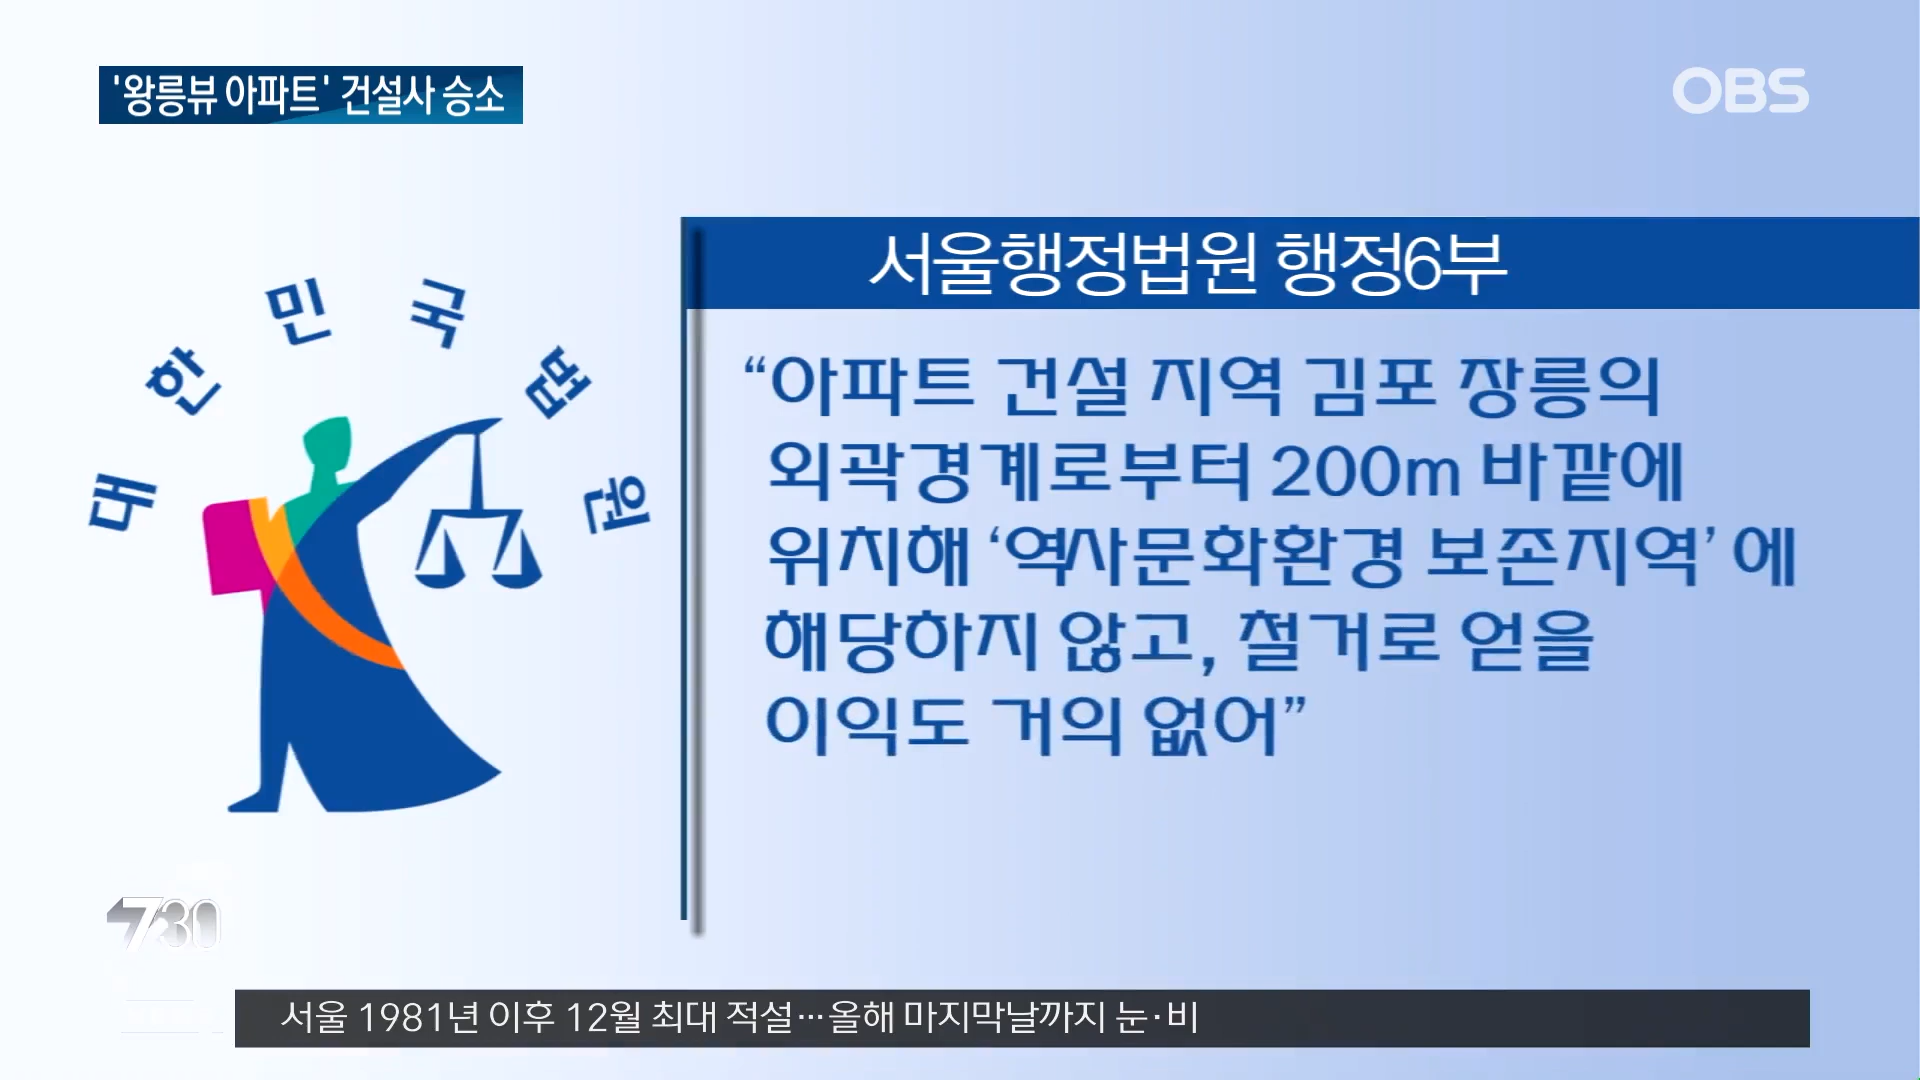 '왕릉뷰 아파트' 건설사 승소
OBS
대한민국법원
서울행정법원 행정6부
“아파트 건설 지역 김포 장릉의
외곽경계로부터 200m 바깥에
위치해 ‘역사문화환경 보존지역’에
해당하지 않고, 철거로 얻을
이익도 거의 없어”
730
서울 1981년 이후 12월 최대 적설…올해 마지막날까지 눈·비